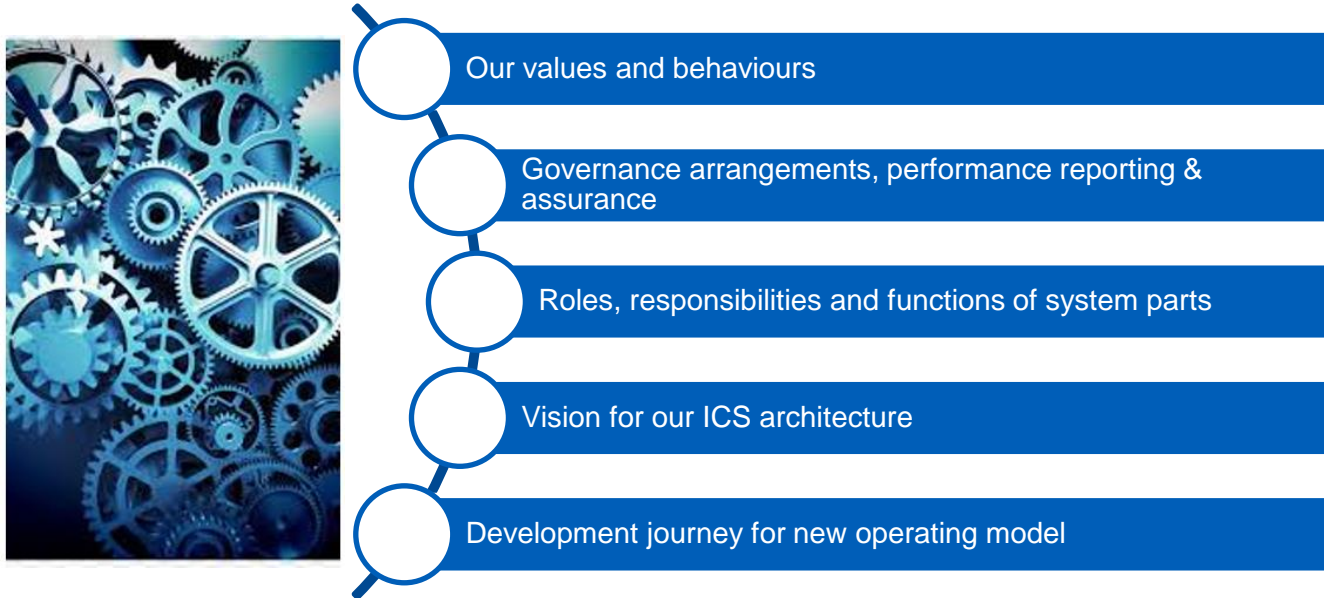 Our values and behaviours
Governance arrangements, performance reporting &
assurance
Roles, responsibilities and functions of system parts
Vision for our ICS architecture
Development journey for new operating model